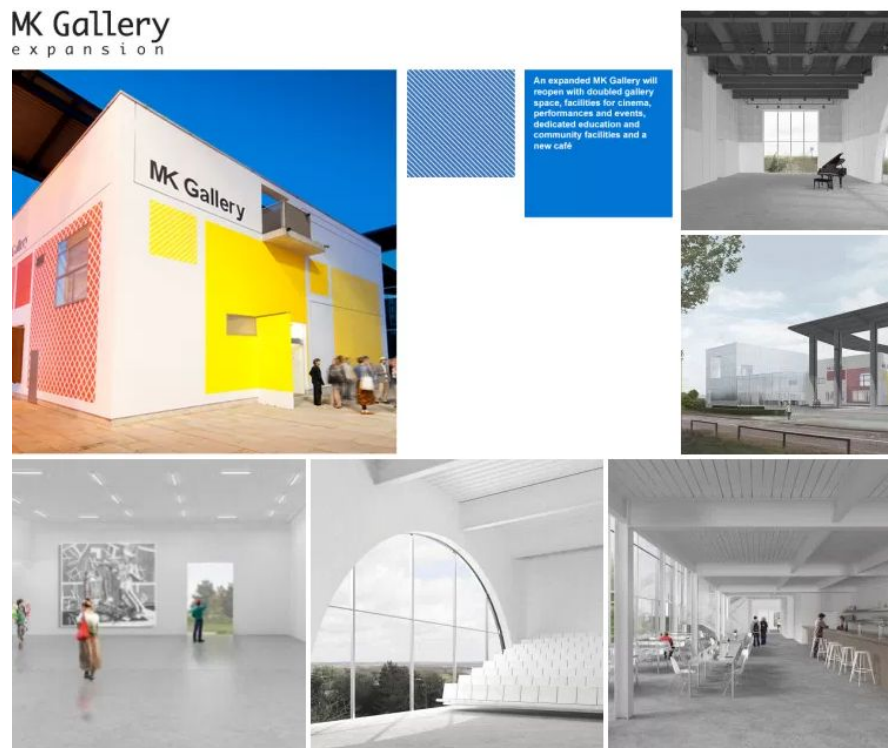 MK Gallery
expansion
MK Gallery
Gallery
An expanded MK Gallery will
reopen with doubled gallery
space, facilities for cinema,
performances and events,
dedicated education and
community facilities and a
new café